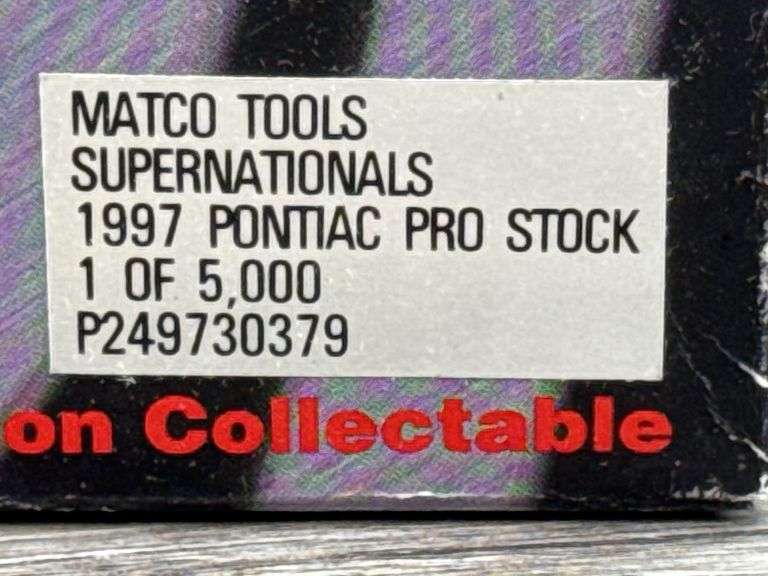 MATCO TOOLS
SUPERNATIONALS
1997 PONTIAC PRO STOCK
1 OF 5,000
P249730379
on Collectable